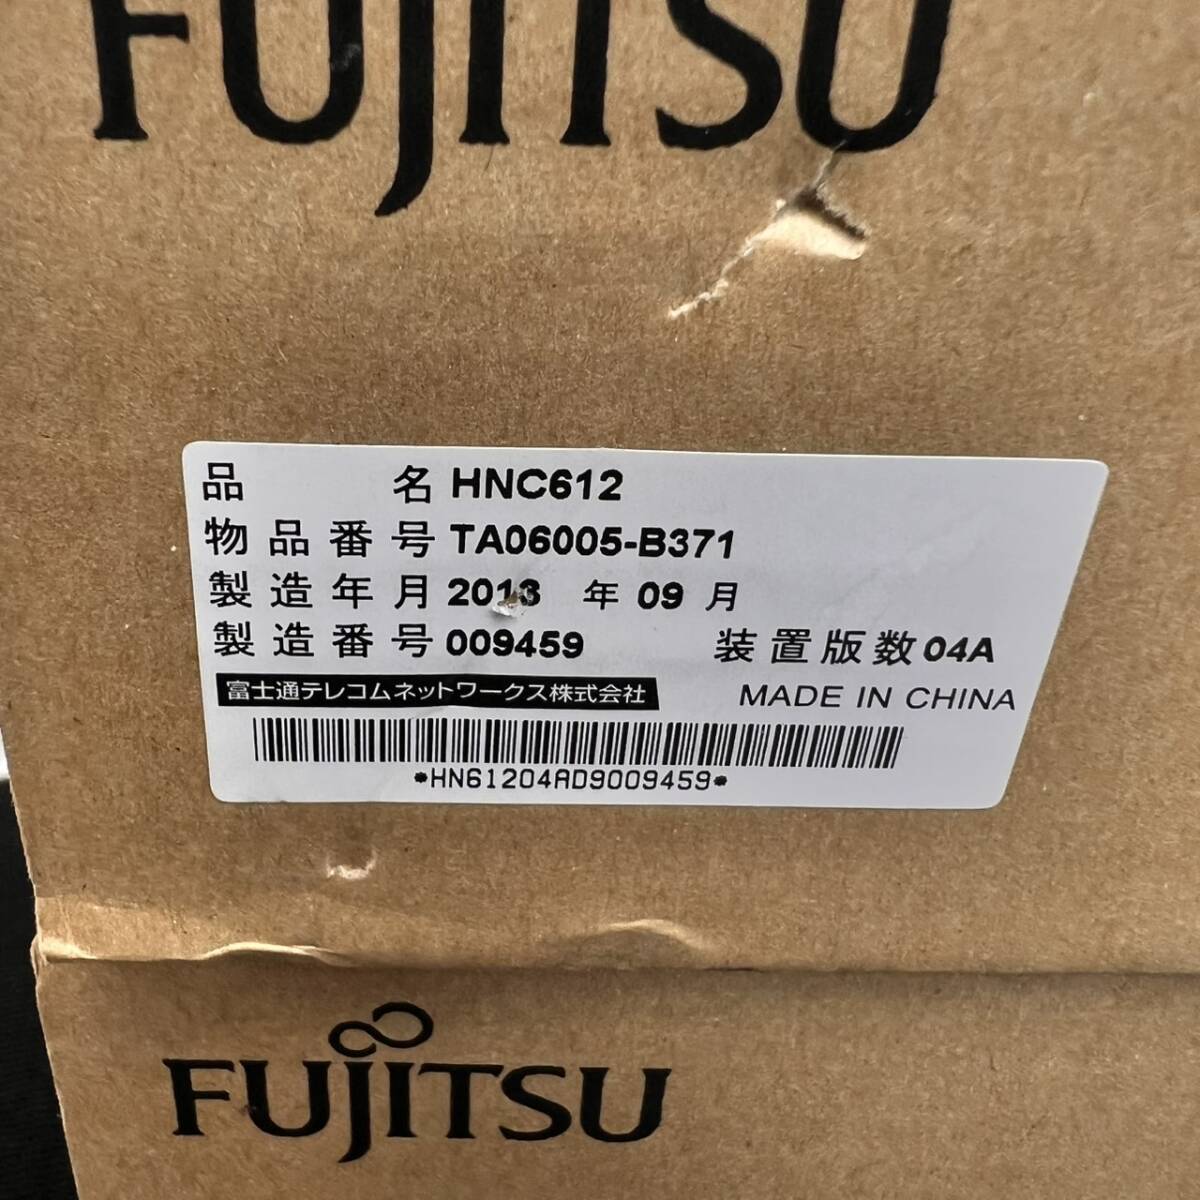 FUJITSU
品 名 HNC612
物品番号 TA06005-B371
製造年月 2013 年 09 月
製造番号 009459 装置版数 04A
富士通テレコムネットワークス株式会社 MADE IN CHINA
*HN61204AD9009459*
FUJITSU